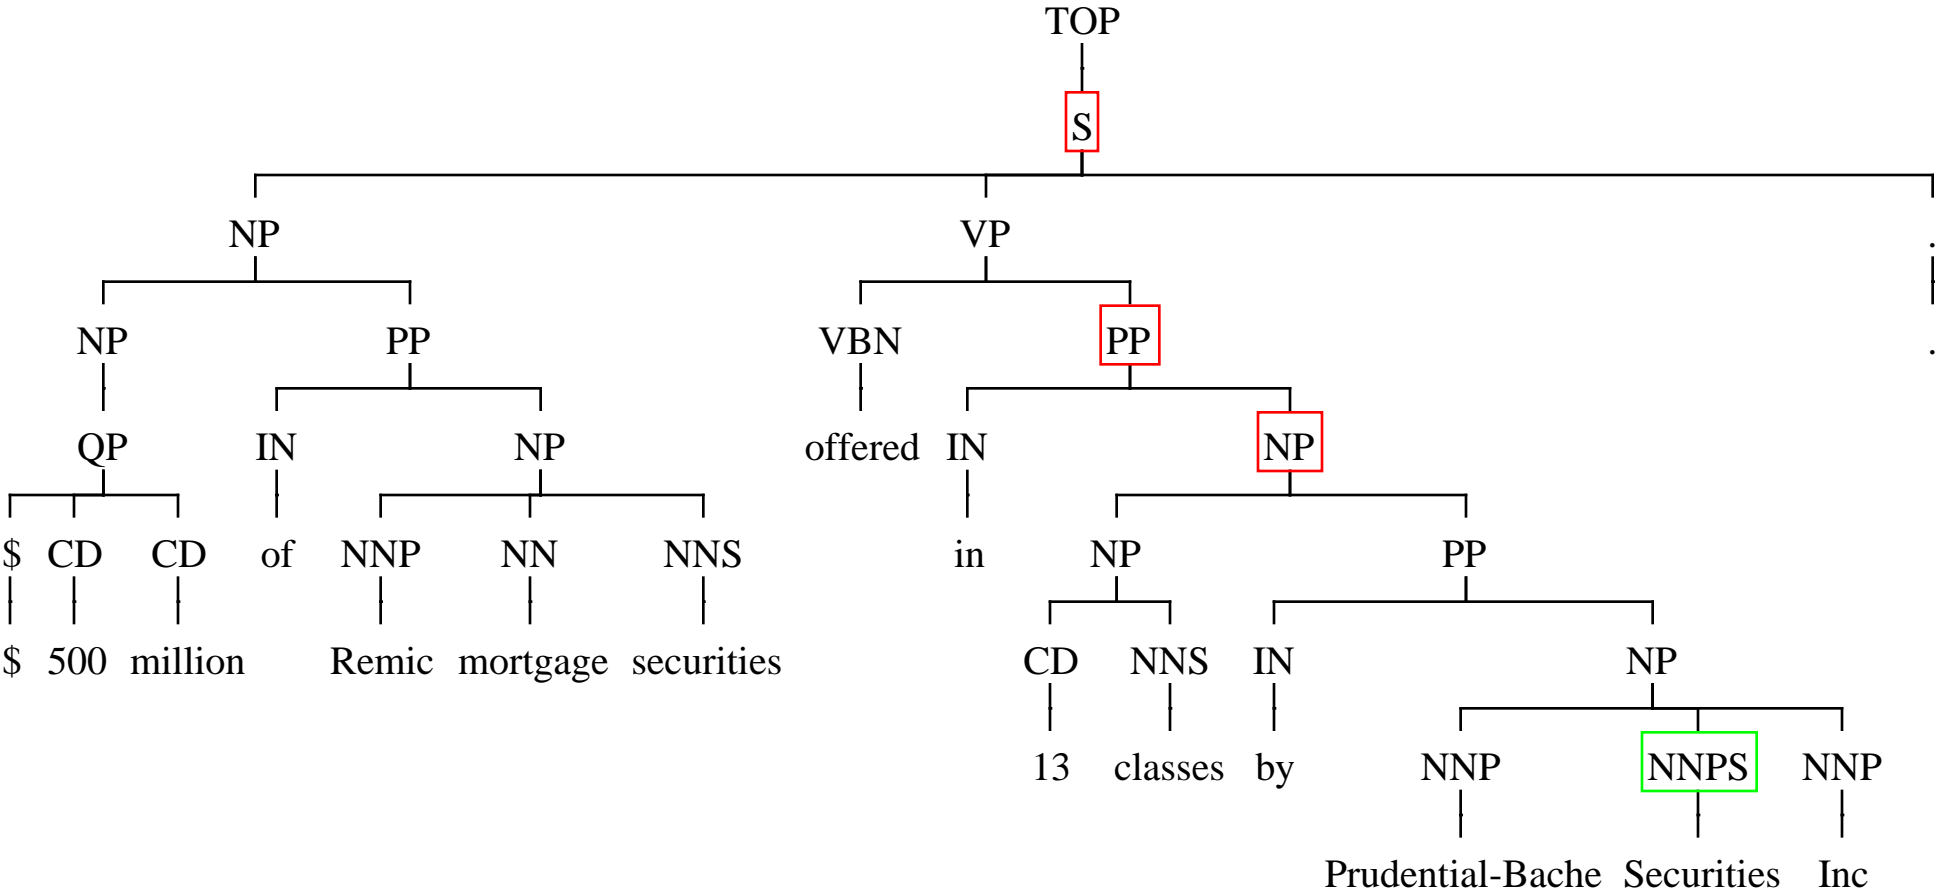 TOP
S
NP VP .
NP PP VBN PP .
QP IN NP offered IN NP
$ CD CD of NNP NN NNS in NP PP
$ 500 million Remic mortgage securities CD NNS IN NP
13 classes by NNP NNPS NNP
Prudential-Bache Securities Inc